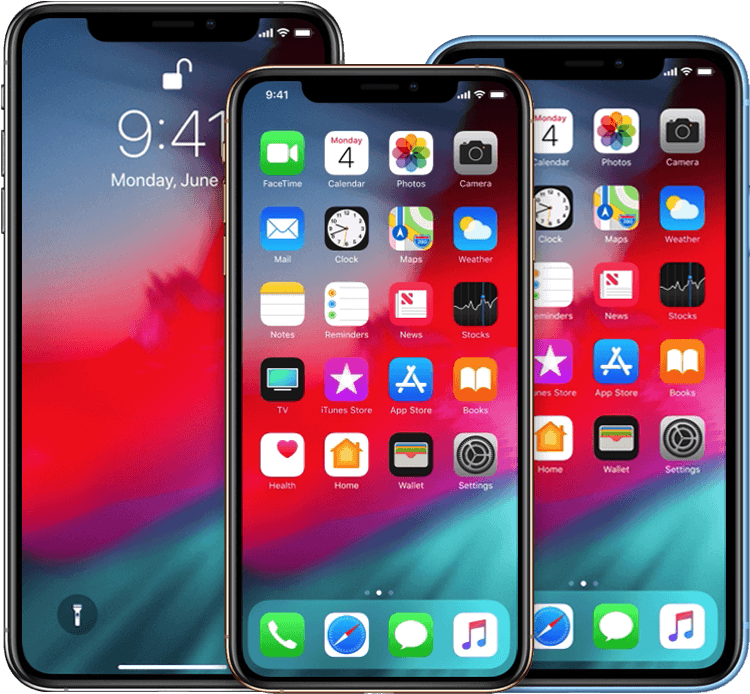 9:41
Monday, June
9:41
Monday
4
FaceTime Calendar Photos Camera
Mail Clock Maps Weather
280
Notes Reminders News Stocks
TV iTunes Store App Store Books
Health Home Wallet Settings
Monday
4
Calendar Photos Camera
Clock Maps Weather
280
Reminders News Stocks
iTunes Store App Store Books
Home Wallet Settings